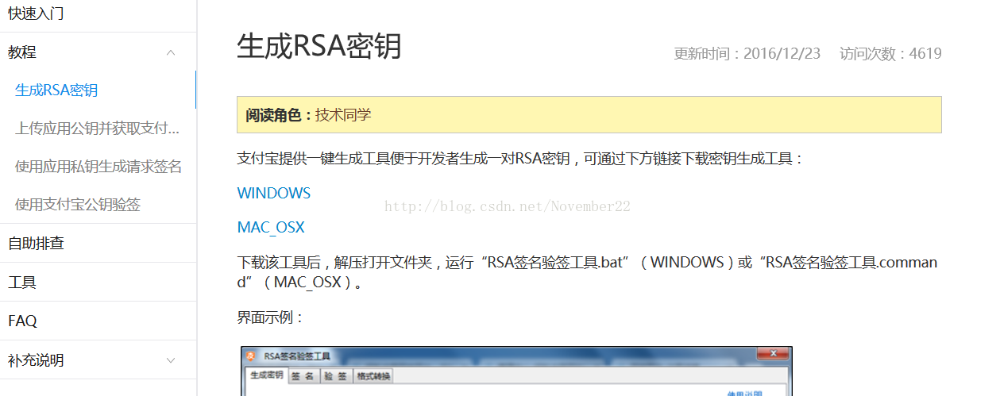 快速入门
教程
生成RSA密钥
上传应用公钥并获取支付...
使用应用私钥生成请求签名
使用支付宝公钥验签
自助排查
工具
FAQ
补充说明
生成RSA密钥
更新时间：2016/12/23 访问次数：4619
阅读角色：技术同学
支付宝提供一键生成工具便于开发者生成一对RSA密钥，可通过下方链接下载密钥生成工具：
WINDOWS
http://blog.csdn.net/November22
MAC_OSX
下载该工具后，解压打开文件夹，运行“RSA签名验签工具.bat”（WINDOWS）或“RSA签名验签工具.comman
d”（MAC_OSX）。
界面示例：
RSA签名验签工具
生成密钥 签 名 验 签 格式转换
使用说明